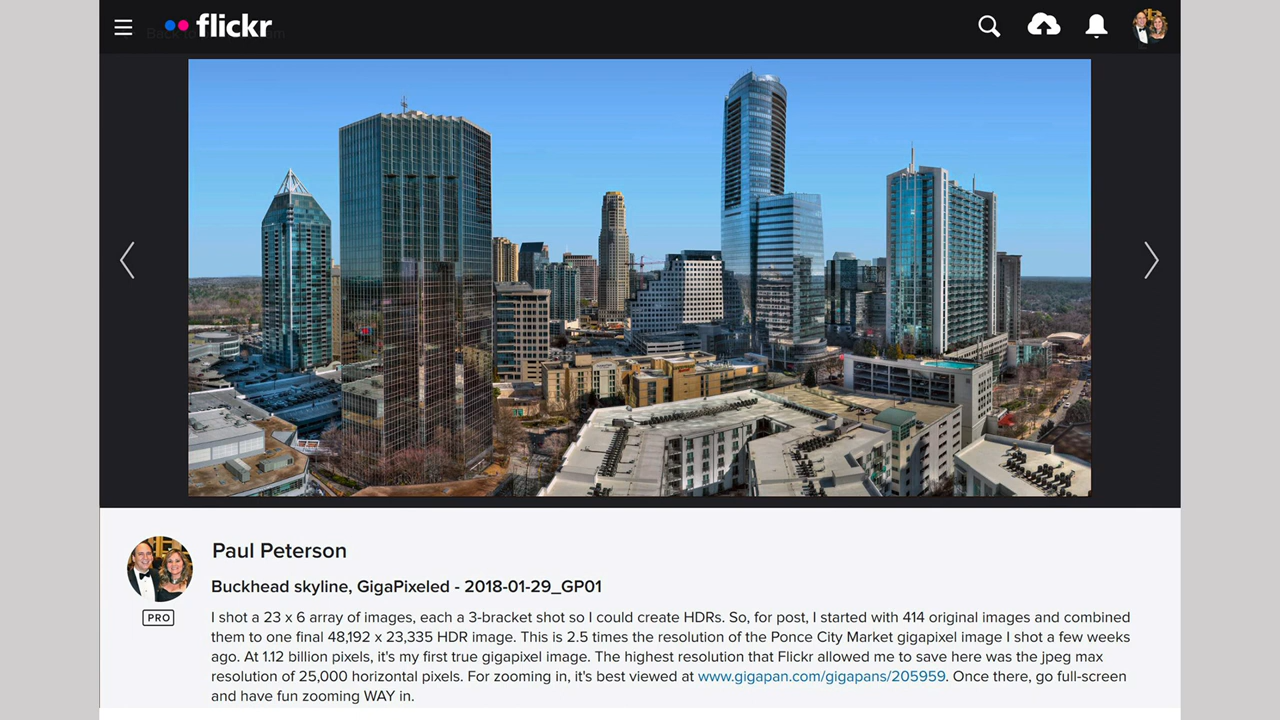 flickr
Paul Peterson
Buckhead skyline, GigaPixeled - 2018-01-29_GP01
PRO
I shot a 23 x 6 array of images, each a 3-bracket shot so I could create HDRs. So, for post, I started with 414 original images and combined
them to one final 48,192 x 23,335 HDR image. This is 2.5 times the resolution of the Ponce City Market gigapixel image I shot a few weeks
ago. At 1.12 billion pixels, it's my first true gigapixel image. The highest resolution that Flickr allowed me to save here was the jpeg max
resolution of 25,000 horizontal pixels. For zooming in, it's best viewed at www.gigapan.com/gigapans/205959. Once there, go full-screen
and have fun zooming WAY in.